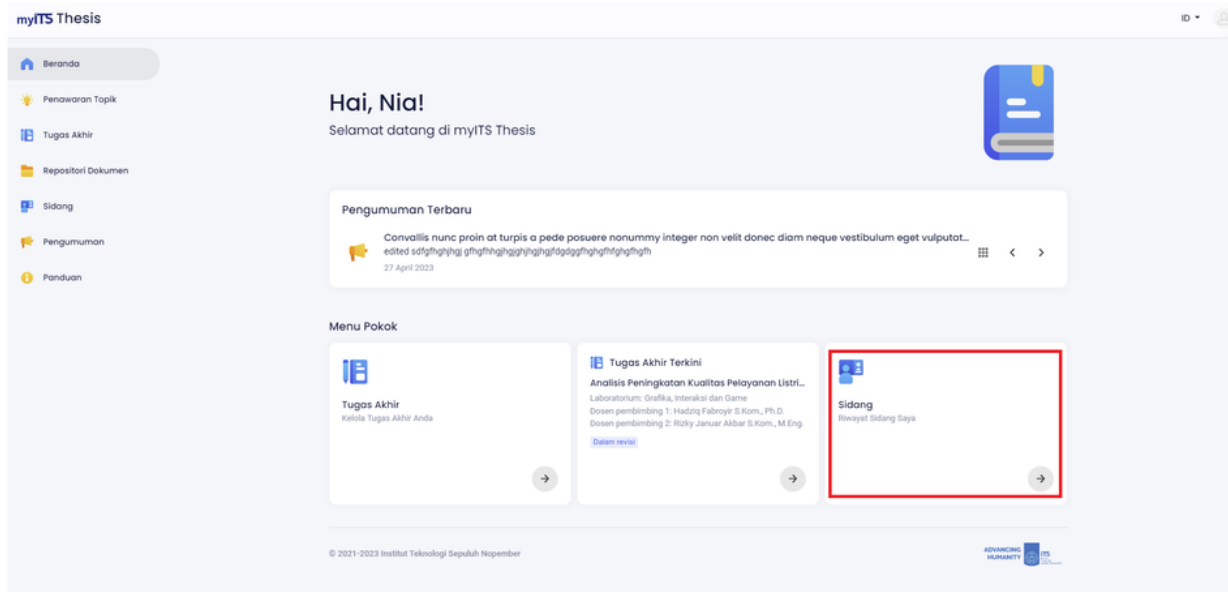 myITS Thesis
ID
Beranda
Penawaran Topik
Tugas Akhir
Repositori Dokumen
Sidang
Pengumuman
Panduan
Hai, Nia!
Selamat datang di myITS Thesis
Pengumuman Terbaru
Convallis nunc proin at turpis a pede posuere nonummy integer non velit donec diam neque vestibulum eget vulputat...
edited
27 April 2023
Menu Pokok
Tugas Akhir
Kelola Tugas Akhir Anda
Tugas Akhir Terkini
Analisis Peningkatan Kualitas Pelayanan Listri...
Laboratorium: Grafika, Interaksi dan Game
Dosen pembimbing 1: Hadziq Fabroyir S.Kom., Ph.D.
Dosen pembimbing 2: Rizky Januar Akbar S.Kom., M.Eng.
Dalam revisi
Sidang
Riwayat Sidang Saya
© 2021-2023 Institut Teknologi Sepuluh Nopember
ADVANCING
HUMANITY
ITS